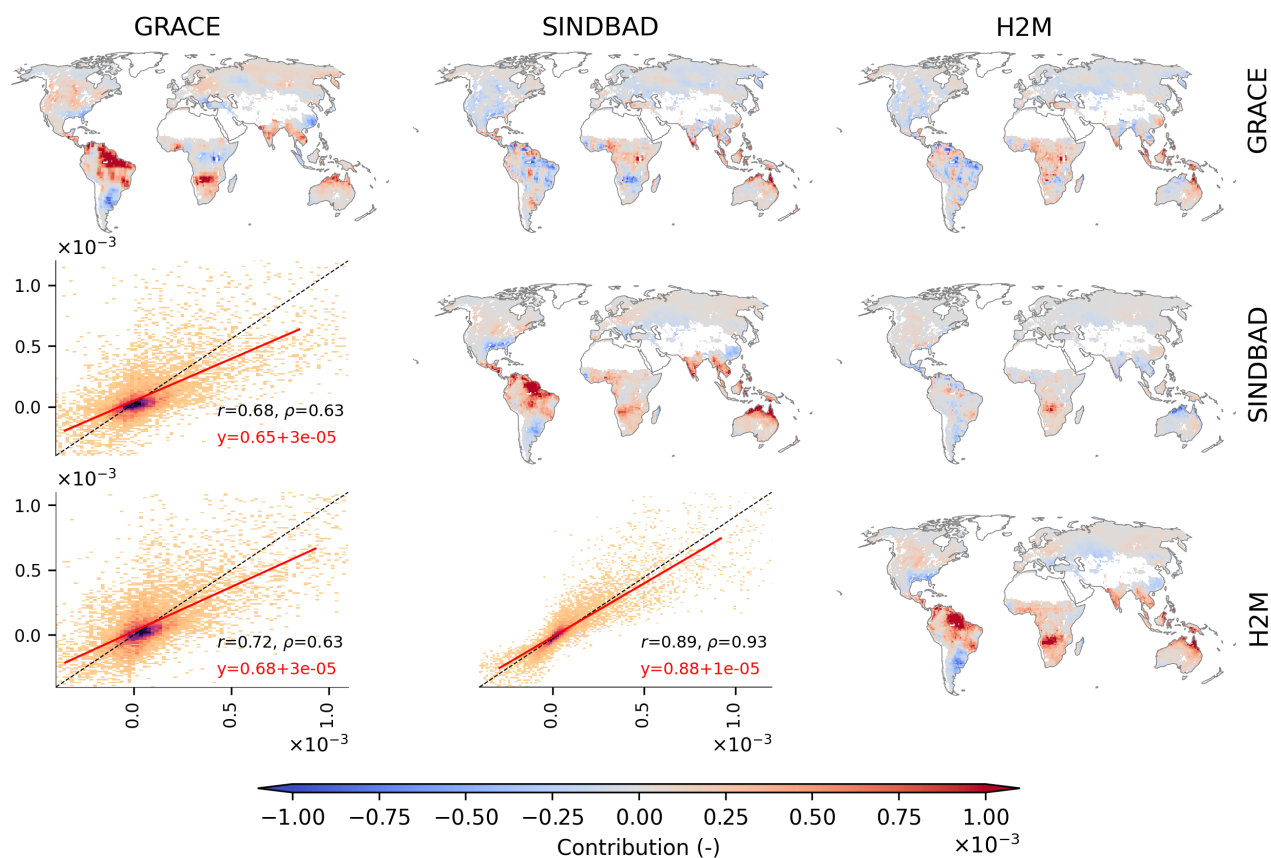 GRACE SINDBAD H2M
GRACE
×10⁻³
1.0
0.5
0.0
r=0.68, ρ=0.63
y=0.65+3e-05
SINDBAD
×10⁻³
1.0
0.5
0.0
r=0.72, ρ=0.63
y=0.68+3e-05
0.0 0.5 1.0
×10⁻³
r=0.89, ρ=0.93
y=0.88+1e-05
0.0 0.5 1.0
×10⁻³
H2M
−1.00 −0.75 −0.50 −0.25 0.00 0.25 0.50 0.75 1.00
×10⁻³
Contribution (-)